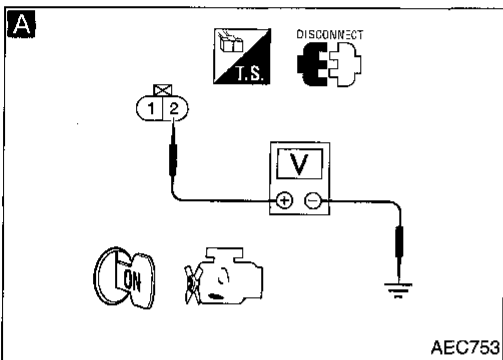 A
T.S.
DISCONNECT
1 2
V
+ −
ON
AEC753